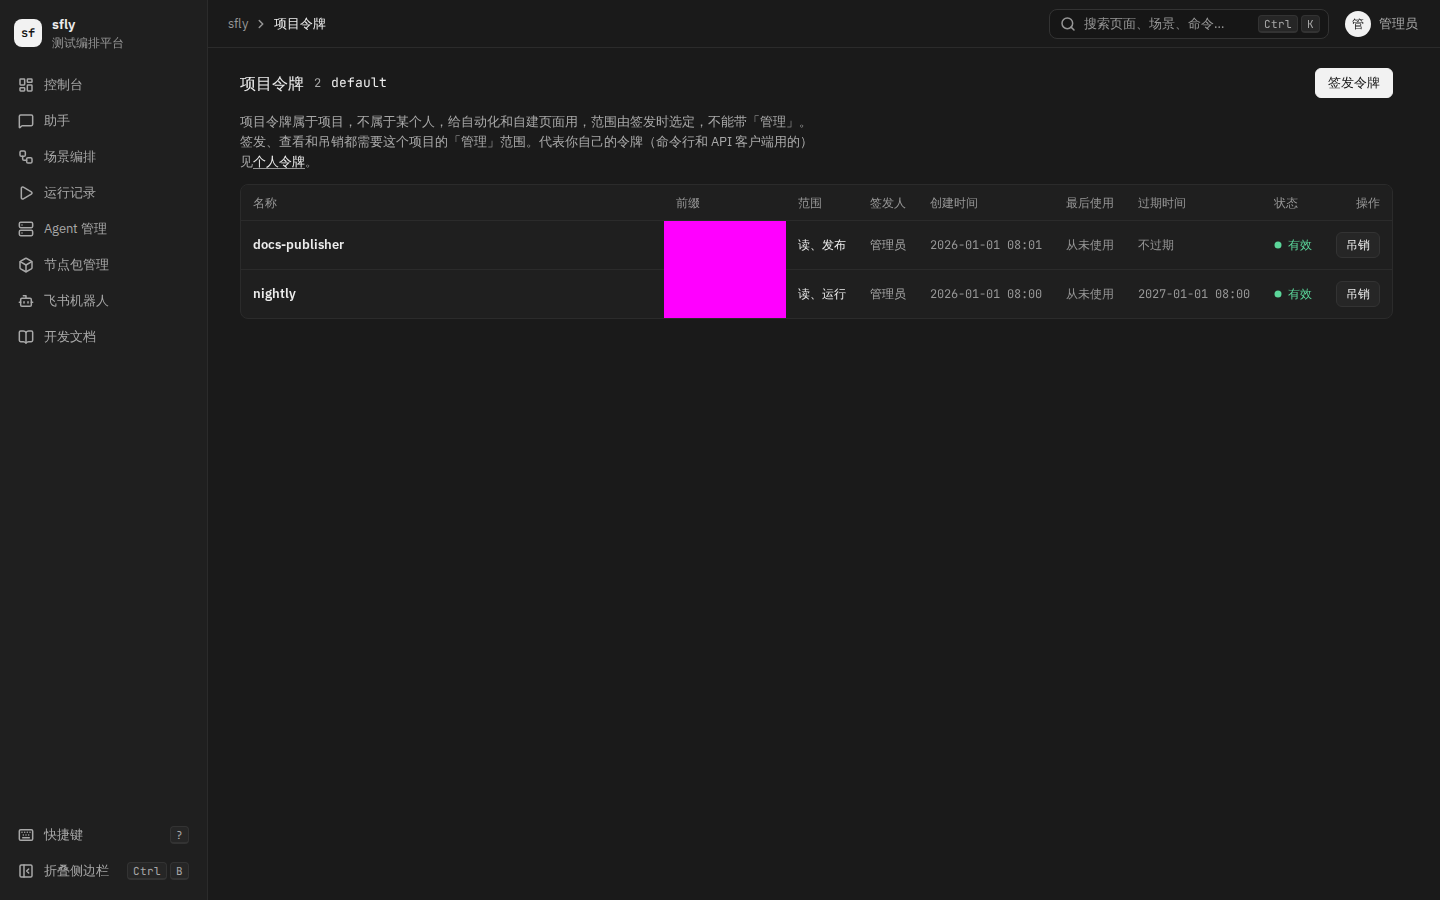 sf
sfly
测试编排平台
控制台
助手
场景编排
运行记录
Agent 管理
节点包管理
飞书机器人
开发文档
快捷键 ?
折叠侧边栏 Ctrl B
sfly 项目令牌
搜索页面、场景、命令... Ctrl K
管 管理员
项目令牌 2 default
签发令牌
项目令牌属于项目，不属于某个人，给自动化和自建页面用，范围由签发时选定，不能带「管理」。
签发、查看和吊销都需要这个项目的「管理」范围。代表你自己的令牌（命令行和 API 客户端用的）
见个人令牌。
名称 前缀 范围 签发人 创建时间 最后使用 过期时间 状态 操作
docs-publisher 读、发布 管理员 2026-01-01 08:01 从未使用 不过期 有效 吊销
nightly 读、运行 管理员 2026-01-01 08:00 从未使用 2027-01-01 08:00 有效 吊销